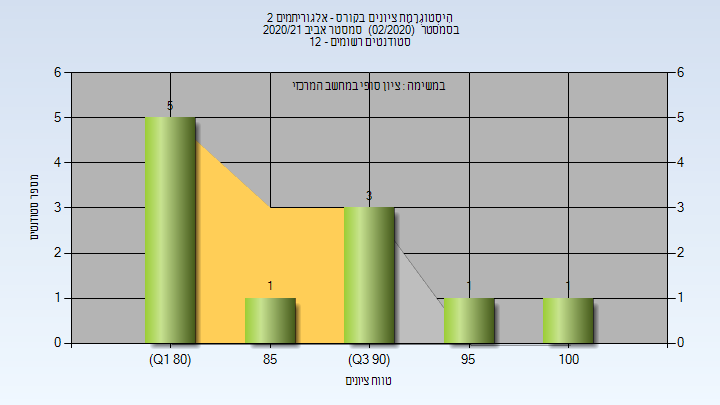 היסטוגרמת ציונים בקורס - אלגוריתמים 2
בסמסטר (02/2020) סמסטר אביב 2020/21
סטודנטים רשומים - 12
במשימה : ציון סופי במחשב המרכזי
6 6
5 5
4 4
3 3
2 2
1 1
0 0
5
1
3
1
1
מספר סטודנטים
(Q1 80) 85 (Q3 90) 95 100
טווח ציונים